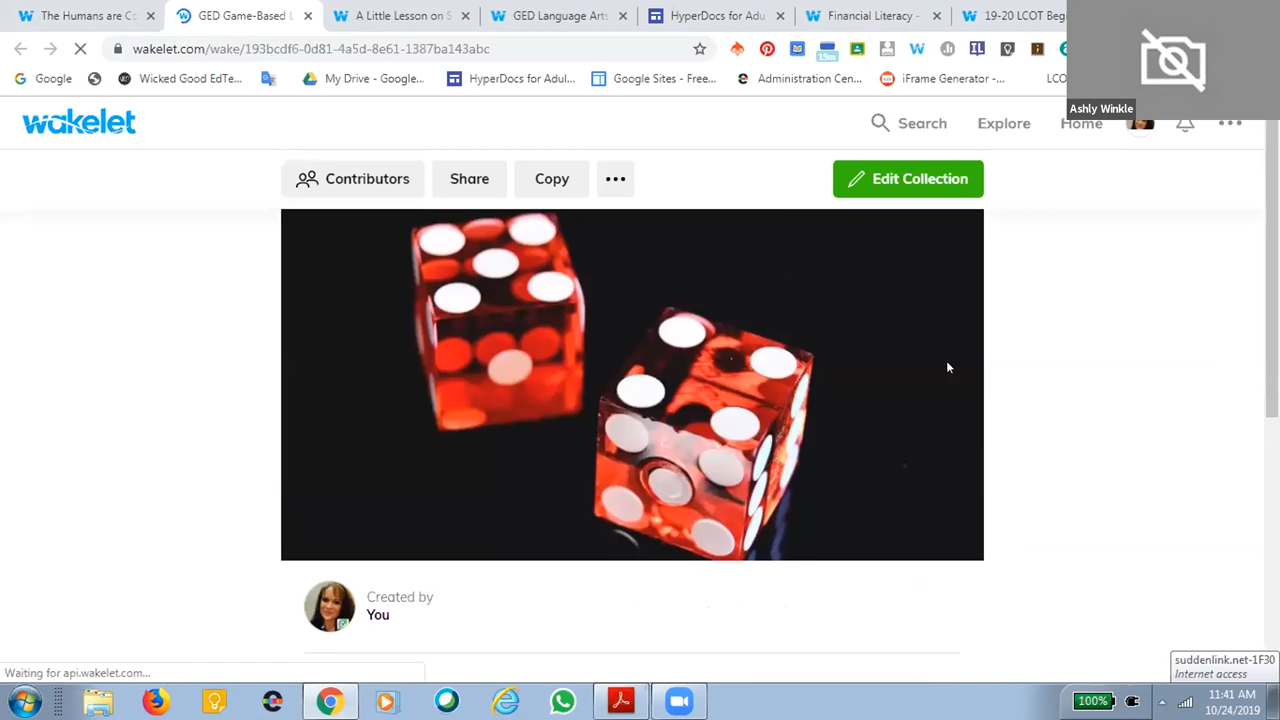 The Humans are Co
GED Game-Based L
A Little Lesson on S
GED Language Arts
HyperDocs for Adu
Financial Literacy -
19-20 LCOT Begi
wakelet.com/wake/193bcdf6-0d81-4a5d-8e61-1387ba143abc
15m
Google
Wicked Good EdTe...
My Drive - Google...
HyperDocs for Adul...
Google Sites - Free...
Administration Cen...
iFrame Generator -...
LCO
Ashly Winkle
wakelet
Search
Explore
Home
Contributors
Share
Copy
Edit Collection
Created by
You
Waiting for api.wakelet.com...
suddenlink.net-1F30
Internet access
100%
11:41 AM
10/24/2019